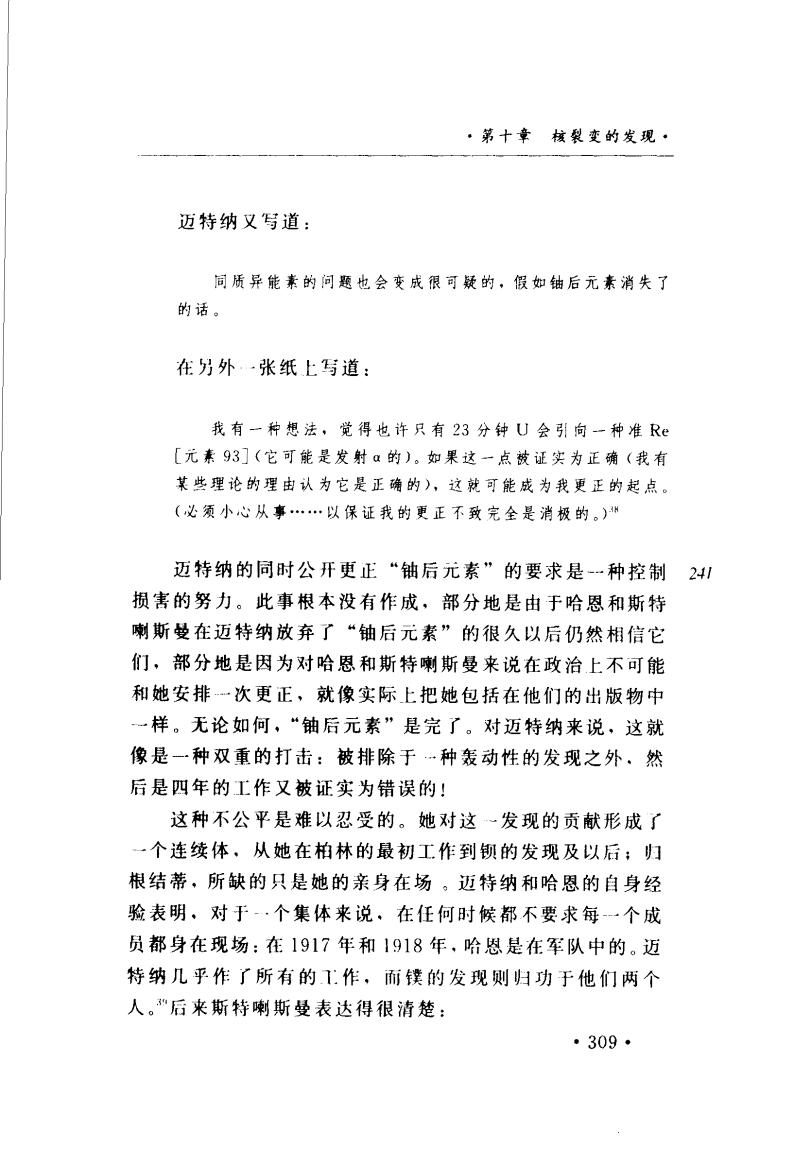 ·第十章 核裂变的发现·
迈特纳又写道：
同质异能素的问题也会变成很可疑的，假如铀后元素消失了
的话。
在另外一张纸上写道：
我有一种想法，觉得也许只有 23 分钟 U 会引向一种准 Re
[元素 93]（它可能是发射α的）。如果这一点被证实为正确（我有
某些理论的理由认为它是正确的），这就可能成为我更正的起点。
（必须小心从事……以保证我的更正不致完全是消极的。）38
迈特纳的同时公开更正“铀后元素”的要求是一种控制 241
损害的努力。此事根本没有作成，部分地是由于哈恩和斯特
喇斯曼在迈特纳放弃了“铀后元素”的很久以后仍然相信它
们，部分地是因为对哈恩和斯特喇斯曼来说在政治上不可能
和她安排一次更正，就像实际上把她包括在他们的出版物中
一样。无论如何，“铀后元素”是完了。对迈特纳来说，这就
像是一种双重的打击：被排除于一种轰动性的发现之外，然
后是四年的工作又被证实为错误的！
这种不公平是难以忍受的。她对这一发现的贡献形成了
一个连续体，从她在柏林的最初工作到钡的发现及以后；归
根结蒂，所缺的只是她的亲身在场。迈特纳和哈恩的自身经
验表明，对于一个集体来说，在任何时候都不要求每一个成
员都身在现场：在 1917 年和 1918 年，哈恩是在军队中的。迈
特纳几乎作了所有的工作，而镤的发现则归功于他们两个
人。39后来斯特喇斯曼表达得很清楚：
·309·